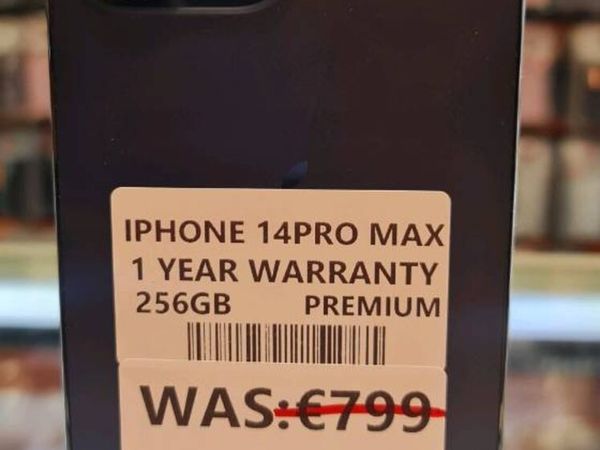 IPHONE 14PRO MAX
1 YEAR WARRANTY
256GB PREMIUM
WAS:€799